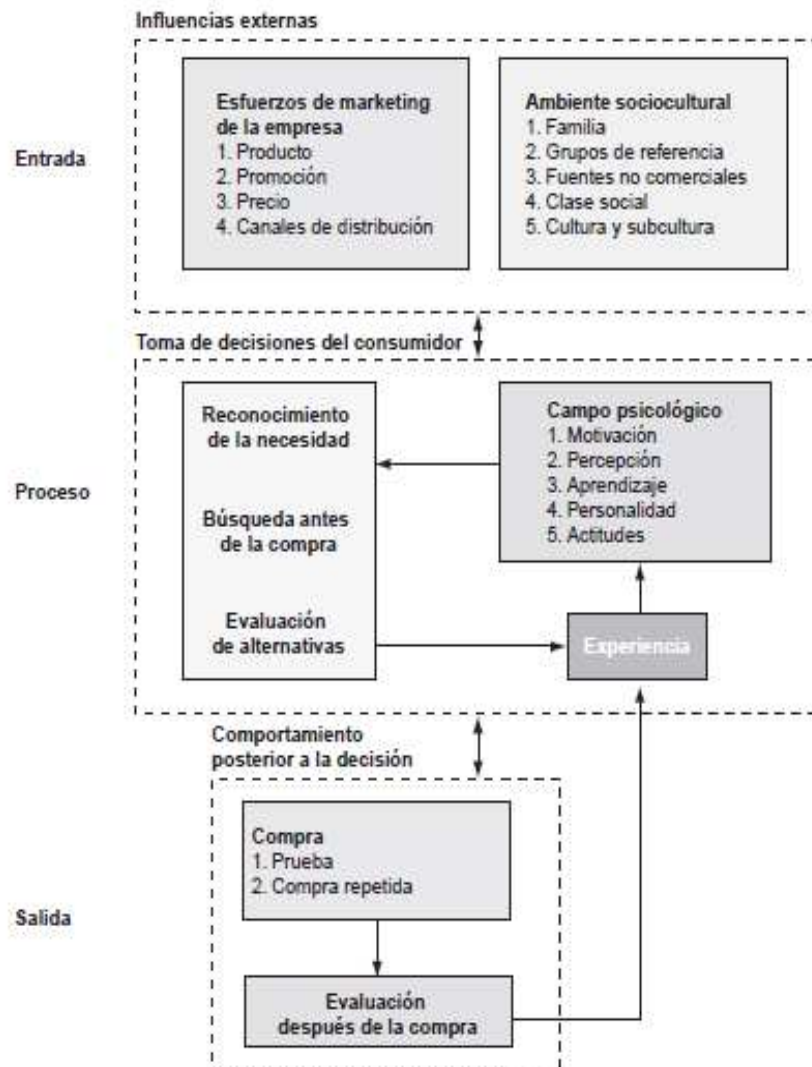 Influencias externas
Entrada
Esfuerzos de marketing
de la empresa
1. Producto
2. Promoción
3. Precio
4. Canales de distribución
Ambiente sociocultural
1. Familia
2. Grupos de referencia
3. Fuentes no comerciales
4. Clase social
5. Cultura y subcultura
Toma de decisiones del consumidor
Proceso
Reconocimiento
de la necesidad
Búsqueda antes
de la compra
Evaluación
de alternativas
Campo psicológico
1. Motivación
2. Percepción
3. Aprendizaje
4. Personalidad
5. Actitudes
Experiencia
Comportamiento
posterior a la decisión
Salida
Compra
1. Prueba
2. Compra repetida
Evaluación
después de la compra